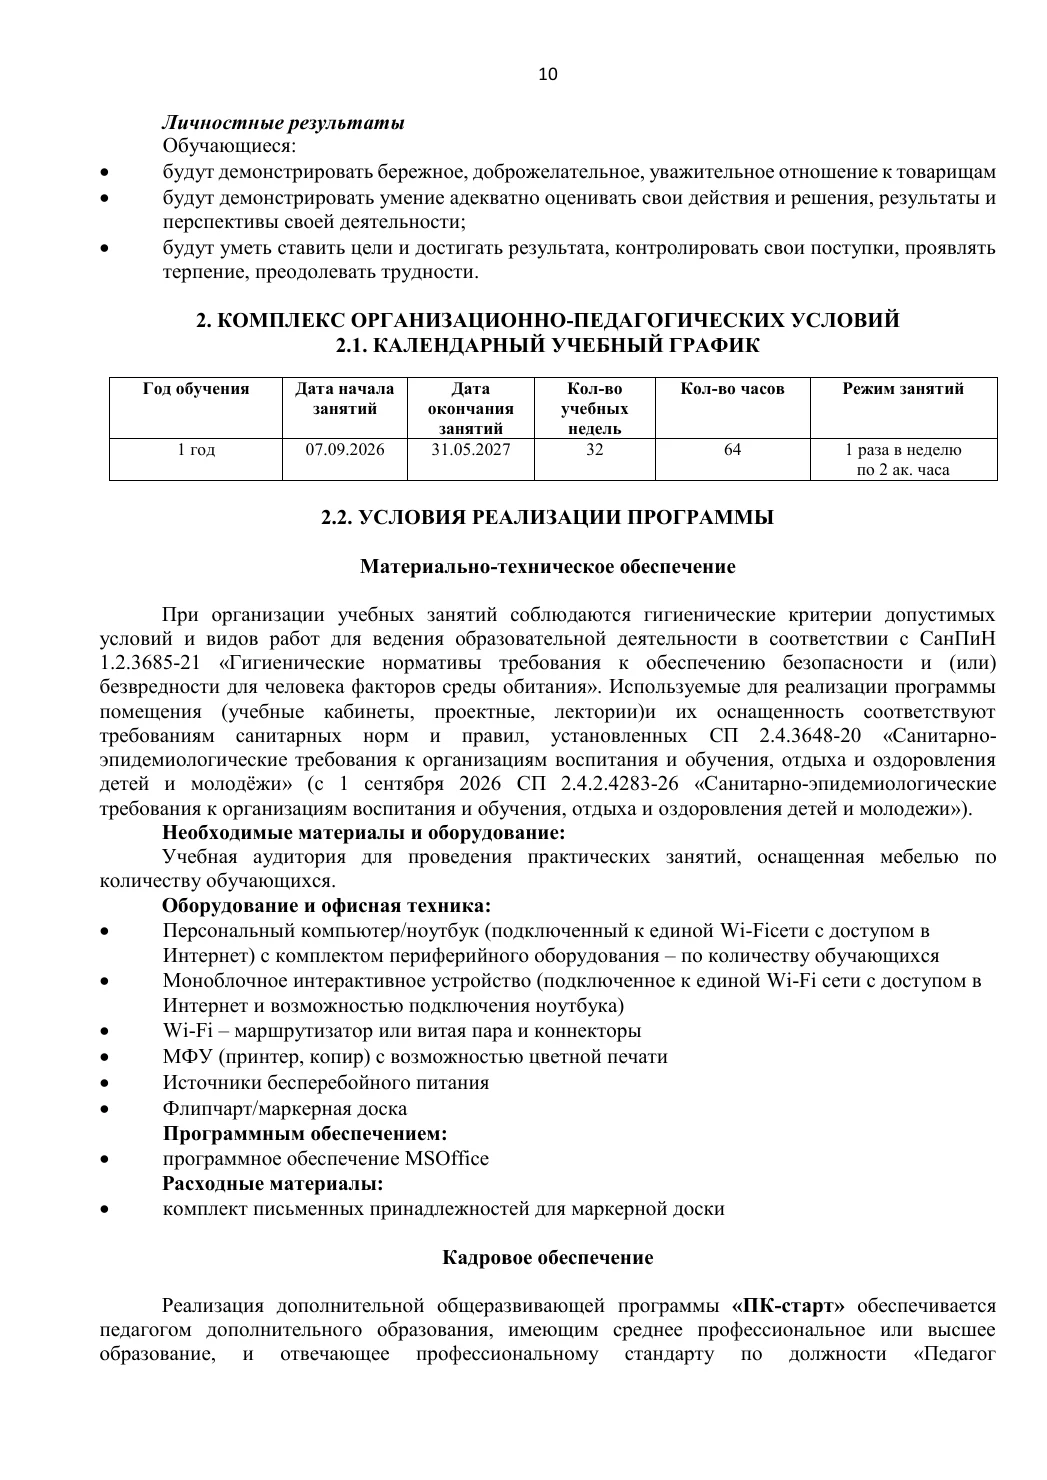 10
Личностные результаты
Обучающиеся:
• будут демонстрировать бережное, доброжелательное, уважительное отношение к товарищам
• будут демонстрировать умение адекватно оценивать свои действия и решения, результаты и
перспективы своей деятельности;
• будут уметь ставить цели и достигать результата, контролировать свои поступки, проявлять
терпение, преодолевать трудности.
2. КОМПЛЕКС ОРГАНИЗАЦИОННО-ПЕДАГОГИЧЕСКИХ УСЛОВИЙ
2.1. КАЛЕНДАРНЫЙ УЧЕБНЫЙ ГРАФИК
Год обучения | Дата начала занятий | Дата окончания занятий | Кол-во учебных недель | Кол-во часов | Режим занятий
1 год | 07.09.2026 | 31.05.2027 | 32 | 64 | 1 раза в неделю по 2 ак. часа
2.2. УСЛОВИЯ РЕАЛИЗАЦИИ ПРОГРАММЫ
Материально-техническое обеспечение
При организации учебных занятий соблюдаются гигиенические критерии допустимых
условий и видов работ для ведения образовательной деятельности в соответствии с СанПиН
1.2.3685-21 «Гигиенические нормативы требования к обеспечению безопасности и (или)
безвредности для человека факторов среды обитания». Используемые для реализации программы
помещения (учебные кабинеты, проектные, лектории)и их оснащенность соответствуют
требованиям санитарных норм и правил, установленных СП 2.4.3648-20 «Санитарно-
эпидемиологические требования к организациям воспитания и обучения, отдыха и оздоровления
детей и молодёжи» (с 1 сентября 2026 СП 2.4.2.4283-26 «Санитарно-эпидемиологические
требования к организациям воспитания и обучения, отдыха и оздоровления детей и молодежи»).
Необходимые материалы и оборудование:
Учебная аудитория для проведения практических занятий, оснащенная мебелью по
количеству обучающихся.
Оборудование и офисная техника:
• Персональный компьютер/ноутбук (подключенный к единой Wi-Fiсети с доступом в
Интернет) с комплектом периферийного оборудования – по количеству обучающихся
• Моноблочное интерактивное устройство (подключенное к единой Wi-Fi сети с доступом в
Интернет и возможностью подключения ноутбука)
• Wi-Fi – маршрутизатор или витая пара и коннекторы
• МФУ (принтер, копир) с возможностью цветной печати
• Источники бесперебойного питания
• Флипчарт/маркерная доска
Программным обеспечением:
• программное обеспечение MSOffice
Расходные материалы:
• комплект письменных принадлежностей для маркерной доски
Кадровое обеспечение
Реализация дополнительной общеразвивающей программы «ПК-старт» обеспечивается
педагогом дополнительного образования, имеющим среднее профессиональное или высшее
образование, и отвечающее профессиональному стандарту по должности «Педагог